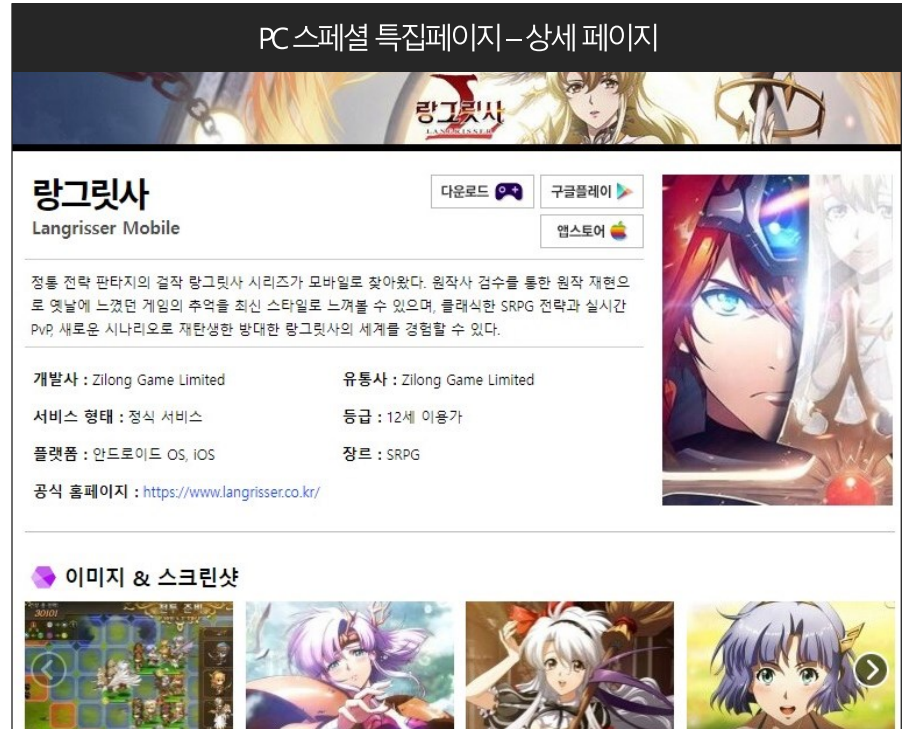 PC 스페셜 특집페이지 – 상세 페이지
랑그릿사
LANGRISSER
랑그릿사
Langrisser Mobile
다운로드
구글플레이
앱스토어
정통 전략 판타지의 걸작 랑그릿사 시리즈가 모바일로 찾아왔다. 원작사 검수를 통한 원작 재현으
로 옛날에 느꼈던 게임의 추억을 최신 스타일로 느껴볼 수 있으며, 클래식한 SRPG 전략과 실시간
PvP, 새로운 시나리오로 재탄생한 방대한 랑그릿사의 세계를 경험할 수 있다.
개발사 : Zilong Game Limited
유통사 : Zilong Game Limited
서비스 형태 : 정식 서비스
등급 : 12세 이용가
플랫폼 : 안드로이드 OS, iOS
장르 : SRPG
공식 홈페이지 : https://www.langrisser.co.kr/
이미지 & 스크린샷
30101
전투 준비